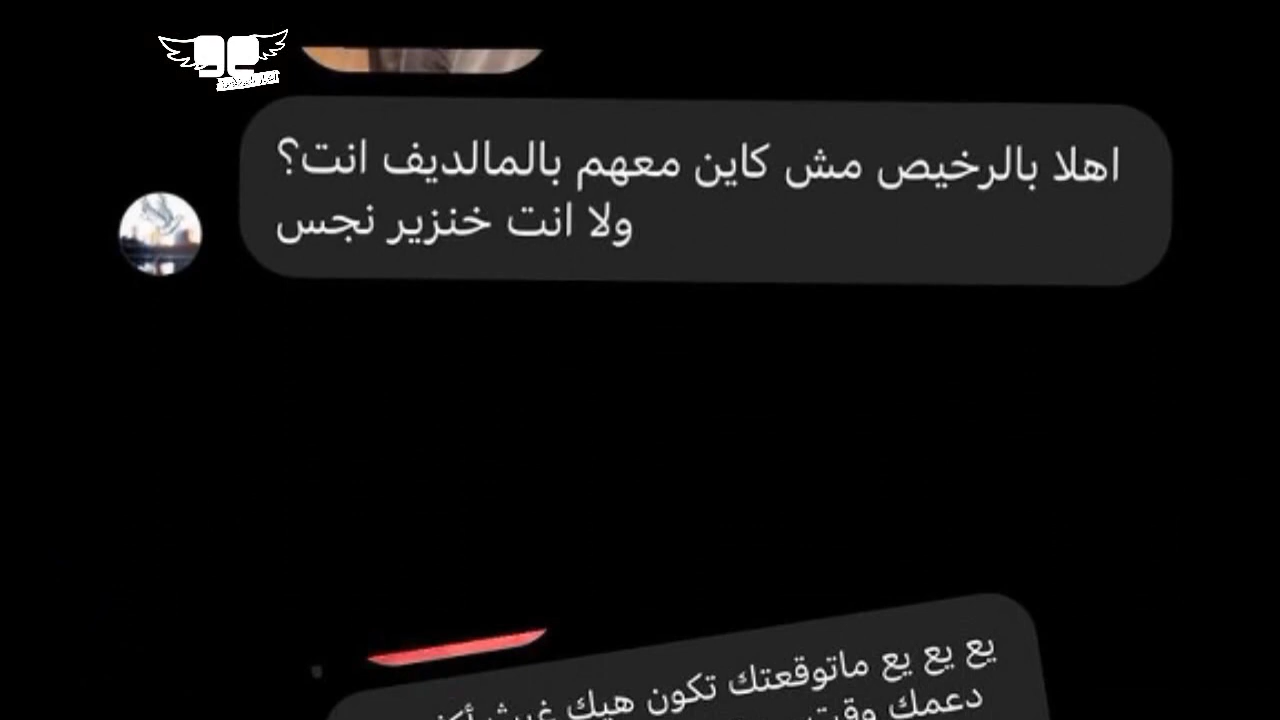 اهلا بالرخيص مش كاين معهم بالمالديف انت؟
ولا انت خنزير نجس
يع يع يع ماتوقعتك تكون هيك
دعمك